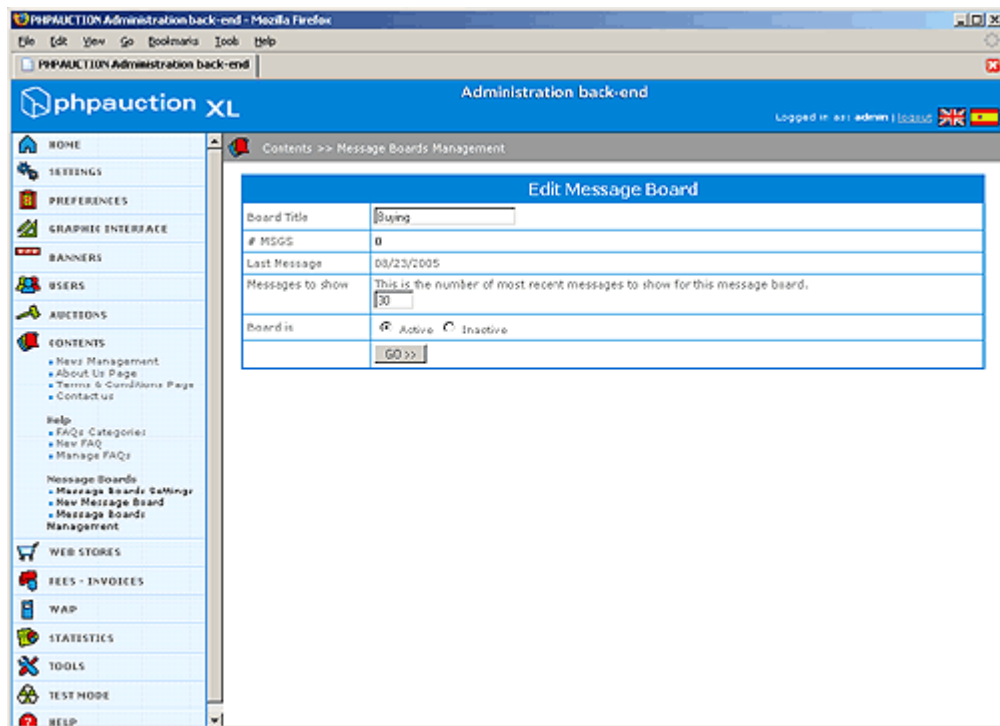 PHPAUCTION Administration back-end - Mozilla Firefox
File Edit View Go Bookmarks Tools Help
PHPAUCTION Administration back-end
phpauction XL
Administration back-end
Logged in as: admin | logout
HOME
SETTINGS
PREFERENCES
GRAPHIC INTERFACE
BANNERS
USERS
AUCTIONS
CONTENTS
News Management
About Us Page
Terms & Conditions Page
Contact us
Help
FAQs Categories
New FAQ
Manage FAQs
Message Boards
Message Boards Settings
New Message Board
Message Boards
Management
WEB STORES
FEES - INVOICES
WAP
STATISTICS
TOOLS
TEST MODE
HELP
Contents >> Message Boards Management
Edit Message Board
Board Title Buying
# MSGS 0
Last Message 08/23/2005
Messages to show This is the number of most recent messages to show for this message board.
30
Board is Active Inactive
GO >>